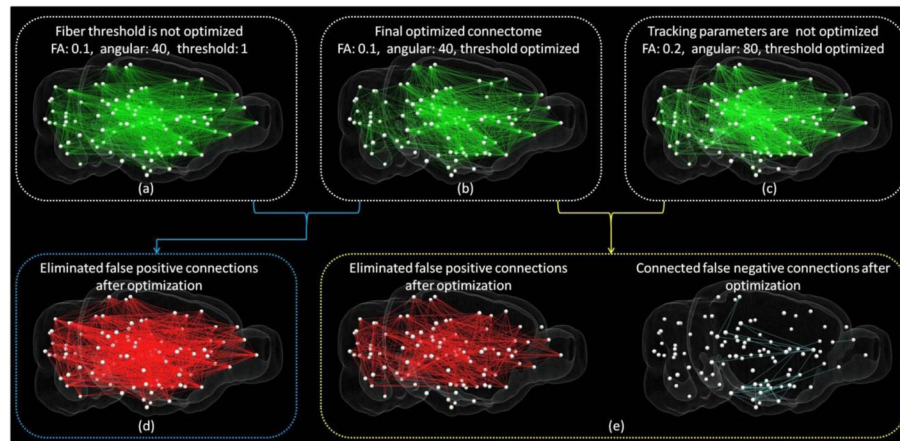 Fiber threshold is not optimized
FA: 0.1, angular: 40, threshold: 1
(a)
Final optimized connectome
FA: 0.1, angular: 40, threshold optimized
(b)
Tracking parameters are not optimized
FA: 0.2, angular: 80, threshold optimized
(c)
Eliminated false positive connections
after optimization
(d)
Eliminated false positive connections
after optimization
Connected false negative connections after
optimization
(e)